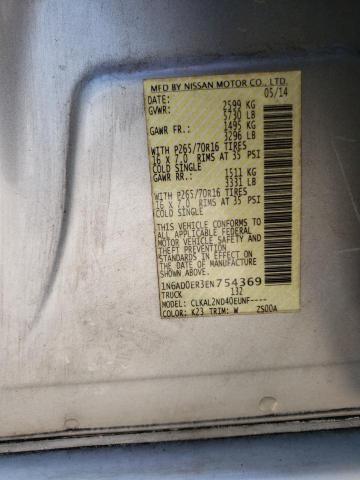 MFD BY NISSAN MOTOR CO., LTD.
DATE: 05/14
GVWR: 2599 KG
5730 LB
GAWR FR.: 1495 KG
3296 LB
WITH P265/70R16 TIRES
16 X 7.0 RIMS AT 35 PSI
COLD SINGLE
GAWR RR.: 1511 KG
3331 LB
WITH P265/70R16 TIRES
16 X 7.0 RIMS AT 35 PSI
COLD SINGLE
THIS VEHICLE CONFORMS TO
ALL APPLICABLE FEDERAL
MOTOR VEHICLE SAFETY
AND THEFT PREVENTION
STANDARDS IN EFFECT ON
THE DATE OF MANUFACTURE
SHOWN ABOVE.
1N6AD0ER3EN754369
TRUCK 132
MODEL: CLKAL2ND40EUNF----
COLOR: K23 TRIM: W ZS00A